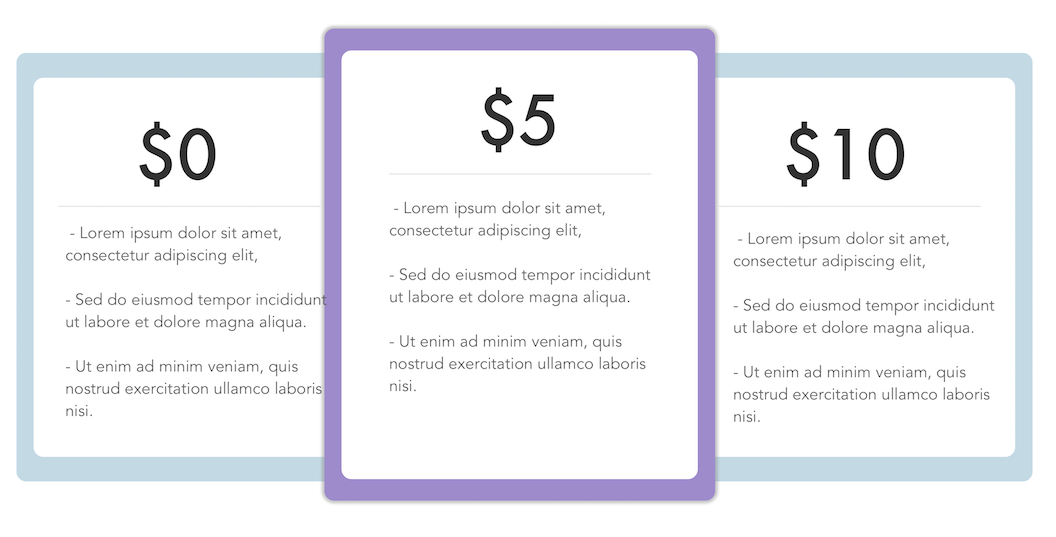 $0
- Lorem ipsum dolor sit amet,
consectetur adipiscing elit,
- Sed do eiusmod tempor incididunt
ut labore et dolore magna aliqua.
- Ut enim ad minim veniam, quis
nostrud exercitation ullamco laboris
nisi.
$5
- Lorem ipsum dolor sit amet,
consectetur adipiscing elit,
- Sed do eiusmod tempor incididunt
ut labore et dolore magna aliqua.
- Ut enim ad minim veniam, quis
nostrud exercitation ullamco laboris
nisi.
$10
- Lorem ipsum dolor sit amet,
consectetur adipiscing elit,
- Sed do eiusmod tempor incididunt
ut labore et dolore magna aliqua.
- Ut enim ad minim veniam, quis
nostrud exercitation ullamco laboris
nisi.